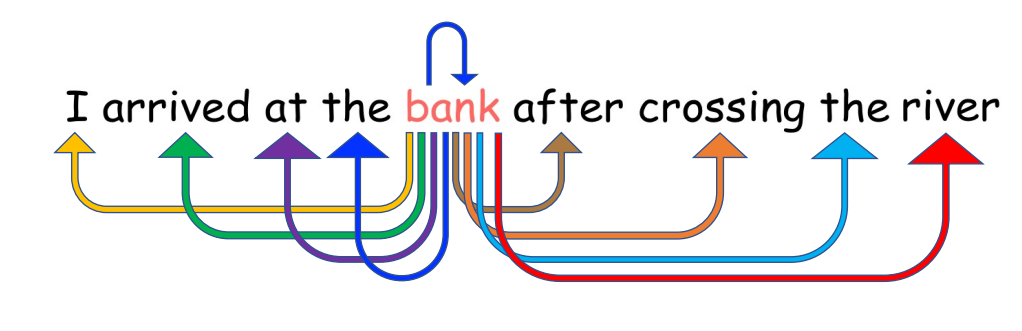 I arrived at the bank after crossing the river